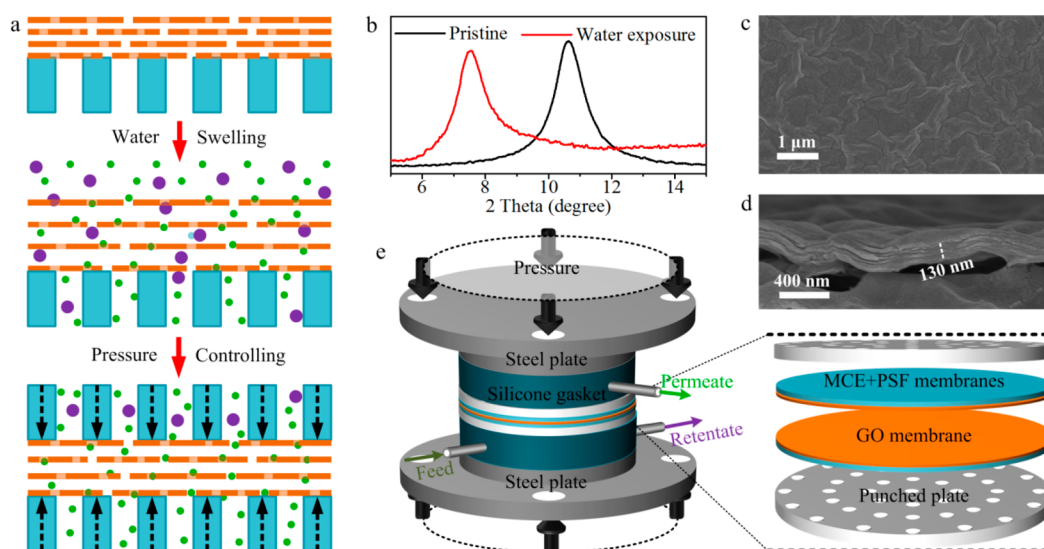 a
Water Swelling
Pressure Controlling
b
Pristine Water exposure
6 8 10 12 14
2 Theta (degree)
c
1 μm
d
130 nm
400 nm
e
Pressure
Steel plate
Silicone gasket
Permeate
Retentate
Feed
Steel plate
MCE+PSF membranes
GO membrane
Punched plate